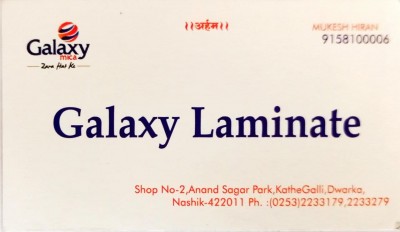 Galaxy
mica
Zara Hat Ke
।।अर्हम।।
MUKESH HIRAN
9158100006
Galaxy Laminate
Shop No-2,Anand Sagar Park,KatheGalli,Dwarka,
Nashik-422011 Ph. :(0253)2233179,2233279